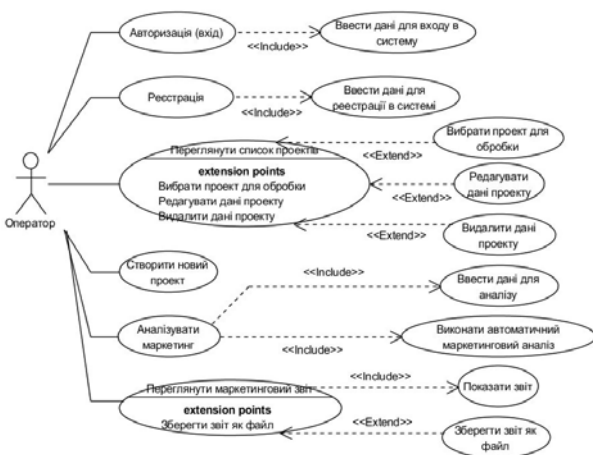 Авторизація (вхід)
<<Include>>
Ввести дані для входу в
систему
Реєстрація
<<Include>>
Ввести дані для
реестрації в системі
Переглянути список проектів
extension points
Вибрати проект для обробки
Редагувати дані проекту
Видалити дані проекту
<<Extend>>
Вибрати проект для
обробки
<<Extend>>
Редагувати
дані проекту
<<Extend>>
Видалити дані
проекту
Оператор
Створити новий
проект
Аналізувати
маркетинг
<<Include>>
Ввести дані для
аналізу
<<Include>>
Виконати автоматичний
маркетинговий аналіз
Переглянути маркетинговий звіт
extension points
Зберегти звіт як файл
<<Include>>
Показати звіт
<<Extend>>
Зберегти звіт як
файл